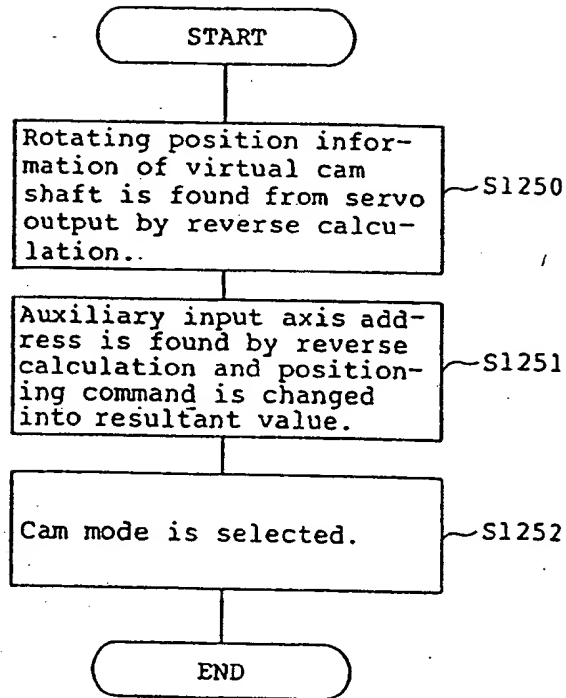 START
Rotating position infor-
mation of virtual cam
shaft is found from servo
output by reverse calcu-
lation.
S1250
Auxiliary input axis add-
ress is found by reverse
calculation and position-
ing command is changed
into resultant value.
S1251
Cam mode is selected.
S1252
END